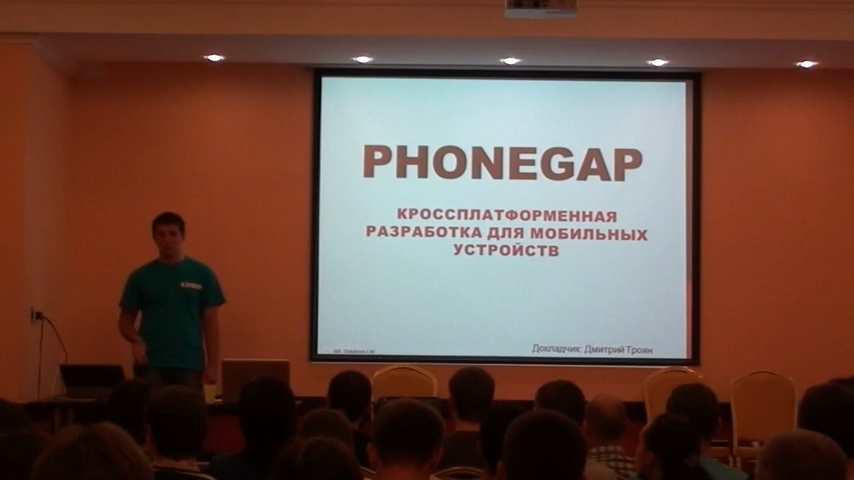 PHONEGAP
КРОССПЛАТФОРМЕННАЯ
РАЗРАБОТКА ДЛЯ МОБИЛЬНЫХ
УСТРОЙСТВ
Докладчик: Дмитрий Троян